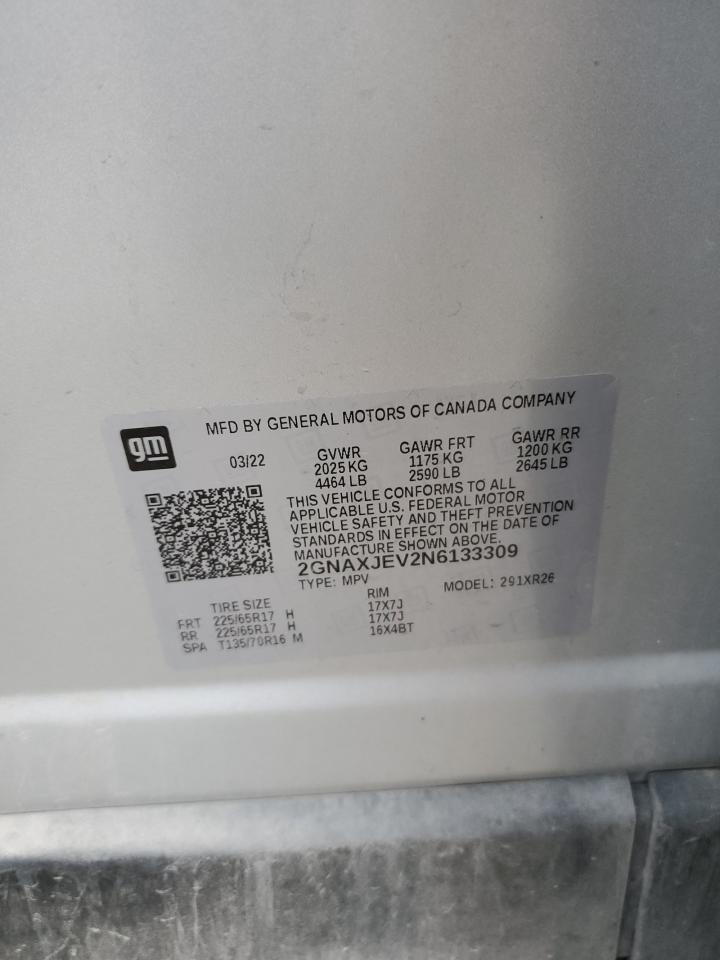 gm
MFD BY GENERAL MOTORS OF CANADA COMPANY
03/22
GVWR
2025 KG
4464 LB
GAWR FRT
1175 KG
2590 LB
GAWR RR
1200 KG
2645 LB
THIS VEHICLE CONFORMS TO ALL
APPLICABLE U.S. FEDERAL MOTOR
VEHICLE SAFETY AND THEFT PREVENTION
STANDARDS IN EFFECT ON THE DATE OF
MANUFACTURE SHOWN ABOVE.
2GNAXJEV2N6133309
TYPE: MPV
MODEL: 291XR26
TIRE SIZE
RIM
FRT 225/65R17 H 17X7J
RR 225/65R17 H 17X7J
SPA T135/70R16 M 16X4BT